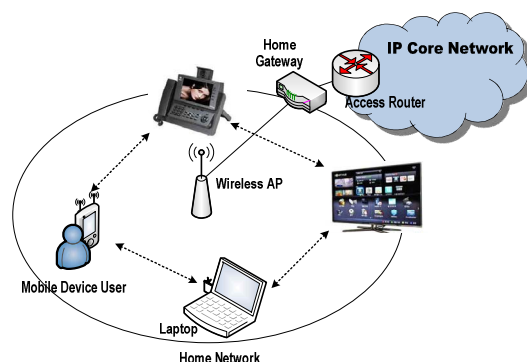 Home
Gateway
IP Core Network
Access Router
Wireless AP
Mobile Device User
Laptop
Home Network